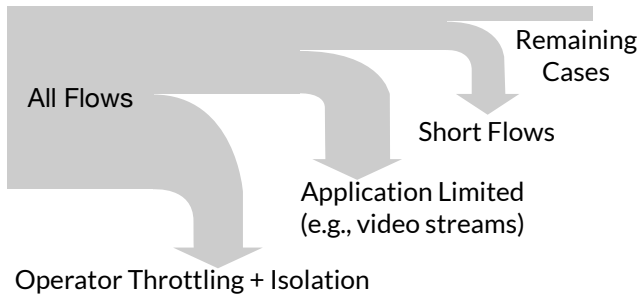 Remaining
Cases
All Flows
Short Flows
Application Limited
(e.g., video streams)
Operator Throttling + Isolation